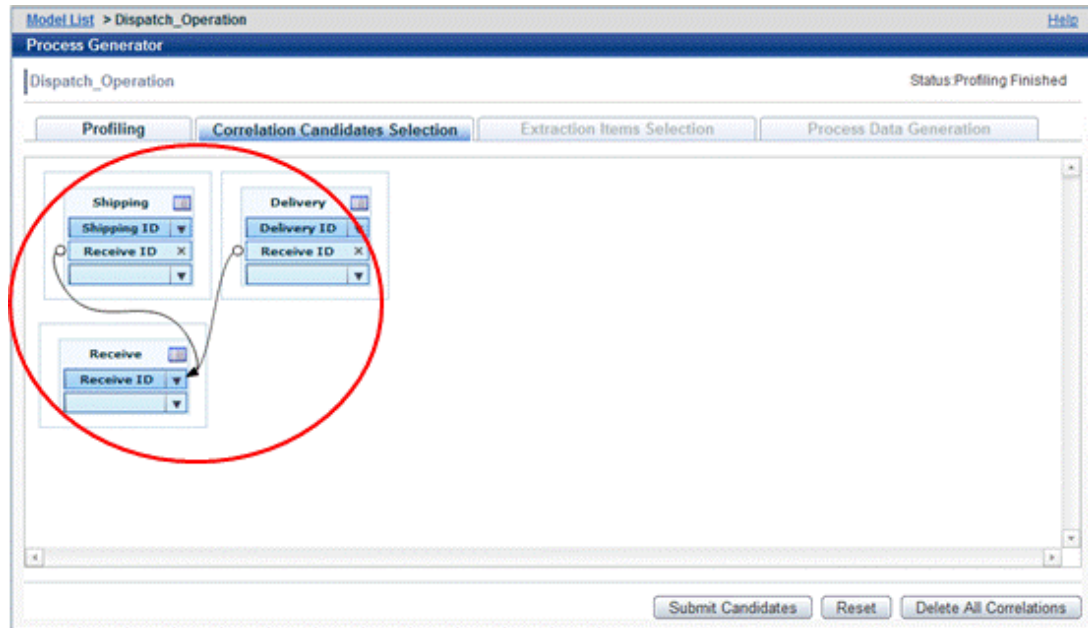 Model List > Dispatch_Operation Help
Process Generator
Dispatch_Operation Status:Profiling Finished
Profiling Correlation Candidates Selection Extraction Items Selection Process Data Generation
Shipping Delivery
Shipping ID Delivery ID
Receive ID × Receive ID ×
Receive
Receive ID
Submit Candidates Reset Delete All Correlations